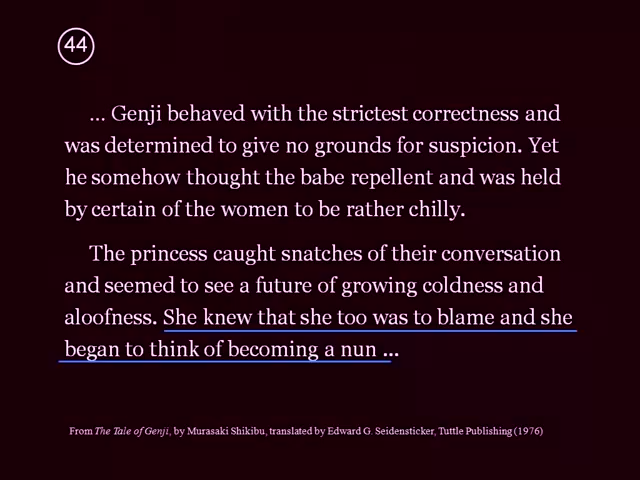 44
... Genji behaved with the strictest correctness and
was determined to give no grounds for suspicion. Yet
he somehow thought the babe repellent and was held
by certain of the women to be rather chilly.
The princess caught snatches of their conversation
and seemed to see a future of growing coldness and
aloofness. She knew that she too was to blame and she
began to think of becoming a nun ...
From The Tale of Genji, by Murasaki Shikibu, translated by Edward G. Seidensticker, Tuttle Publishing (1976)